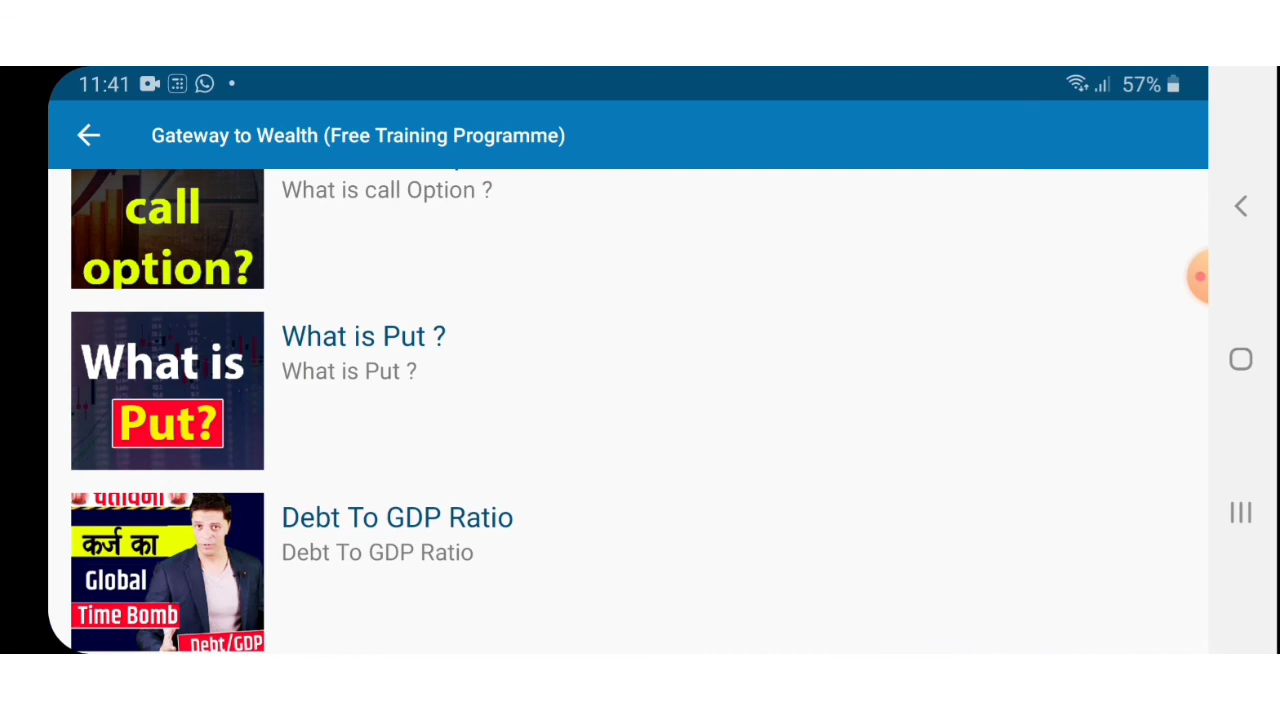 11:41
57%
Gateway to Wealth (Free Training Programme)
call
option?
What is call Option ?
What is
Put?
What is Put ?
What is Put ?
चेतावनी
कर्ज का
Global
Time Bomb
Debt/GDP
Debt To GDP Ratio
Debt To GDP Ratio